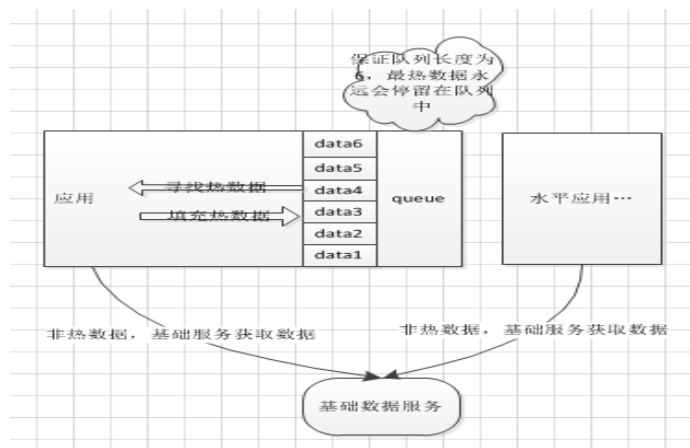 保证队列长度为
6，最热数据永
远会停留在队列
中
data6
data5
data4
data3
data2
data1
queue
应用
寻找热数据
填充热数据
水平应用…
非热数据，基础服务获取数据
非热数据，基础服务获取数据
基础数据服务